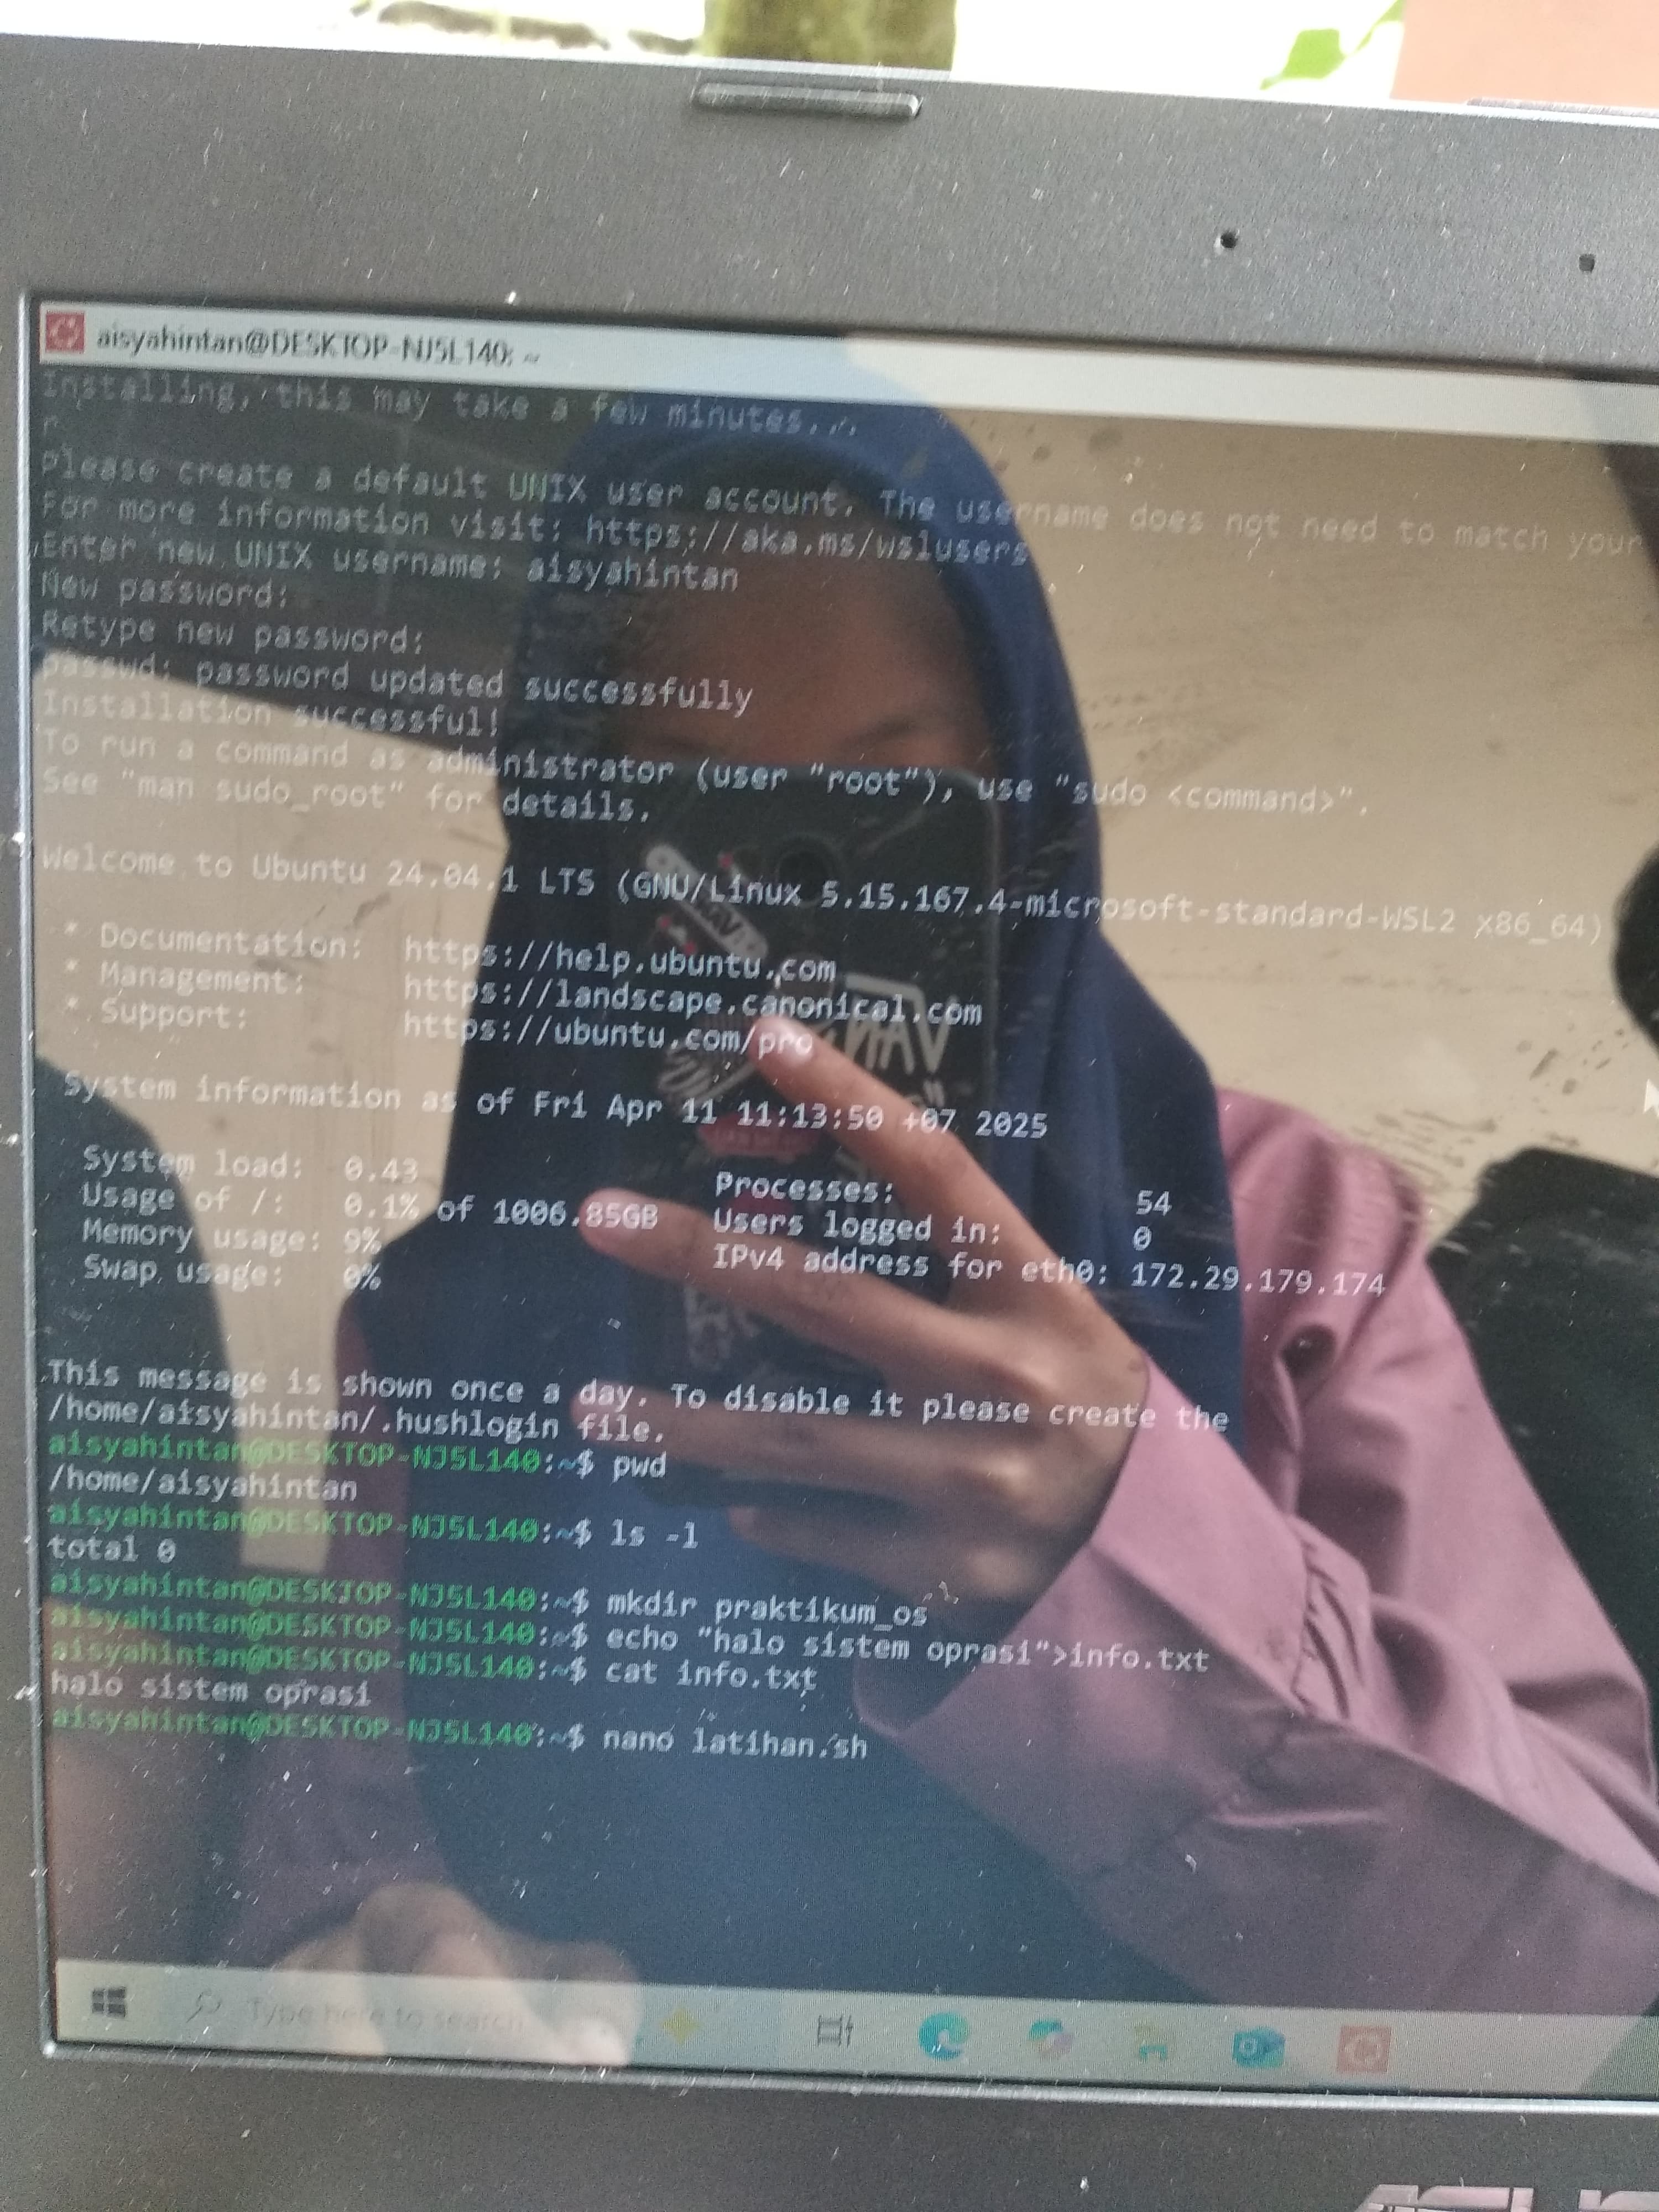 aisyahintan@DESKTOP-NJ5L140: ~
Installing, this may take a few minutes...
Please create a default UNIX user account. The username does not need to match your
For more information visit: https://aka.ms/wslusers
Enter new UNIX username: aisyahintan
New password:
Retype new password:
passwd: password updated successfully
Installation successful!
To run a command as administrator (user "root"), use "sudo <command>".
See "man sudo_root" for details.
Welcome to Ubuntu 24.04.1 LTS (GNU/Linux 5.15.167.4-microsoft-standard-WSL2 x86_64)
* Documentation: https://help.ubuntu.com
* Management: https://landscape.canonical.com
* Support: https://ubuntu.com/pro
System information as of Fri Apr 11 11:13:50 +07 2025
System load: 0.43 Processes: 54
Usage of /: 0.1% of 1006.85GB Users logged in: 0
Memory usage: 9% IPv4 address for eth0: 172.29.179.174
Swap usage: 0%
This message is shown once a day. To disable it please create the
/home/aisyahintan/.hushlogin file.
aisyahintan@DESKTOP-NJ5L140:~$ pwd
/home/aisyahintan
aisyahintan@DESKTOP-NJ5L140:~$ ls -l
total 0
aisyahintan@DESKTOP-NJ5L140:~$ mkdir praktikum_os
aisyahintan@DESKTOP-NJ5L140:~$ echo "halo sistem oprasi">info.txt
aisyahintan@DESKTOP-NJ5L140:~$ cat info.txt
halo sistem oprasi
aisyahintan@DESKTOP-NJ5L140:~$ nano latihan.sh
Type here to search